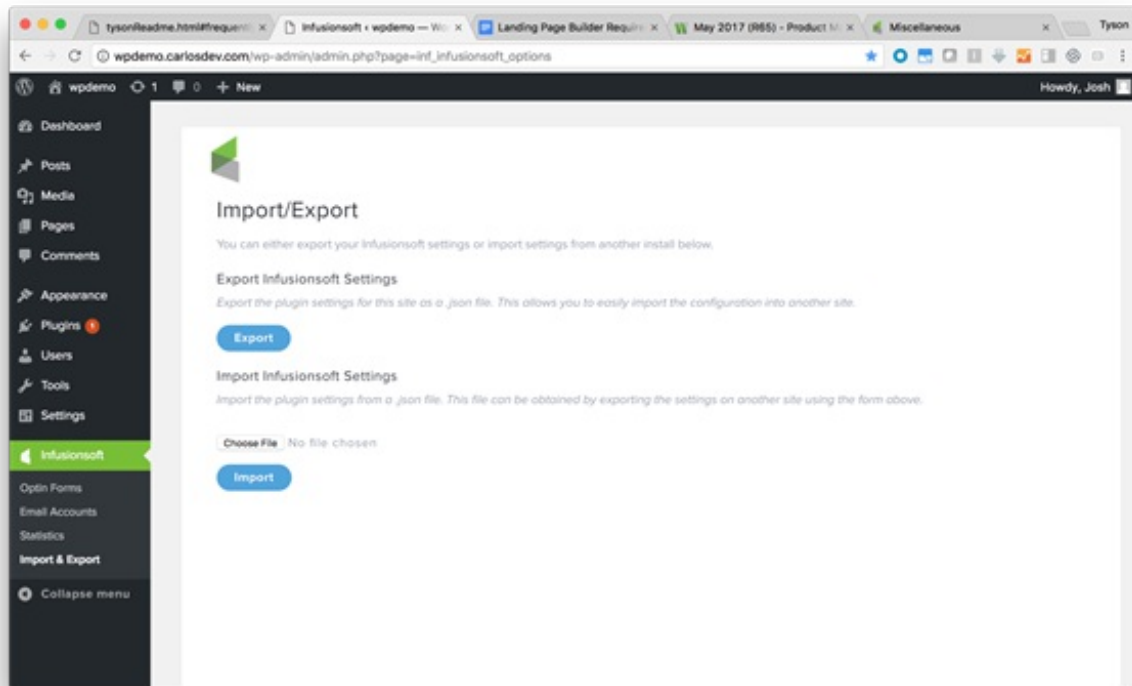 tysonReadme.html#frequent
Infusionsoft ‹ wpdemo — Wo
Landing Page Builder Require
May 2017 (R65) - Product M
Miscellaneous
Tyson
wpdemo.carlosdev.com/wp-admin/admin.php?page=inf_infusionsoft_options
wpdemo 1 0 + New
Howdy, Josh
Dashboard
Posts
Media
Pages
Comments
Appearance
Plugins 1
Users
Tools
Settings
Infusionsoft
Optin Forms
Email Accounts
Statistics
Import & Export
Collapse menu
Import/Export
You can either export your Infusionsoft settings or import settings from another install below.
Export Infusionsoft Settings
Export the plugin settings for this site as a .json file. This allows you to easily import the configuration into another site.
Export
Import Infusionsoft Settings
Import the plugin settings from a .json file. This file can be obtained by exporting the settings on another site using the form above.
Choose File No file chosen
Import